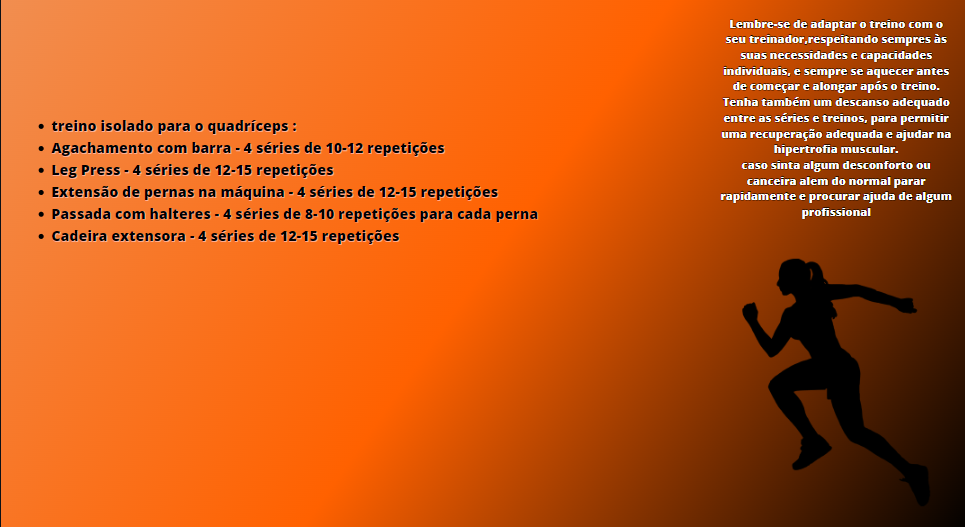 Lembre-se de adaptar o treino com o
seu treinador,respeitando sempres às
suas necessidades e capacidades
individuais, e sempre se aquecer antes
de começar e alongar após o treino.
Tenha também um descanso adequado
entre as séries e treinos, para permitir
uma recuperação adequada e ajudar na
hipertrofia muscular.
caso sinta algum desconforto ou
canceira alem do normal parar
rapidamente e procurar ajuda de algum
profissional
• treino isolado para o quadríceps :
• Agachamento com barra - 4 séries de 10-12 repetições
• Leg Press - 4 séries de 12-15 repetições
• Extensão de pernas na máquina - 4 séries de 12-15 repetições
• Passada com halteres - 4 séries de 8-10 repetições para cada perna
• Cadeira extensora - 4 séries de 12-15 repetições